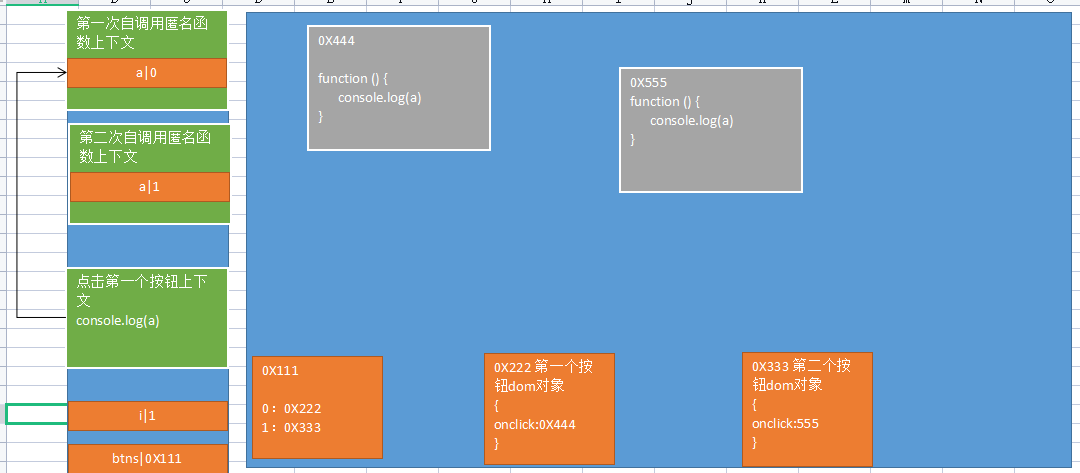 第一次自调用匿名函
数上下文
a|0
第二次自调用匿名函
数上下文
a|1
点击第一个按钮上下
文
console.log(a)
i|1
btns|0X111
0X444
function () {
console.log(a)
}
0X555
function () {
console.log(a)
}
0X111
0：0X222
1：0X333
0X222 第一个按
钮dom对象
{
onclick:0X444
}
0X333 第二个按
钮dom对象
{
onclick:555
}